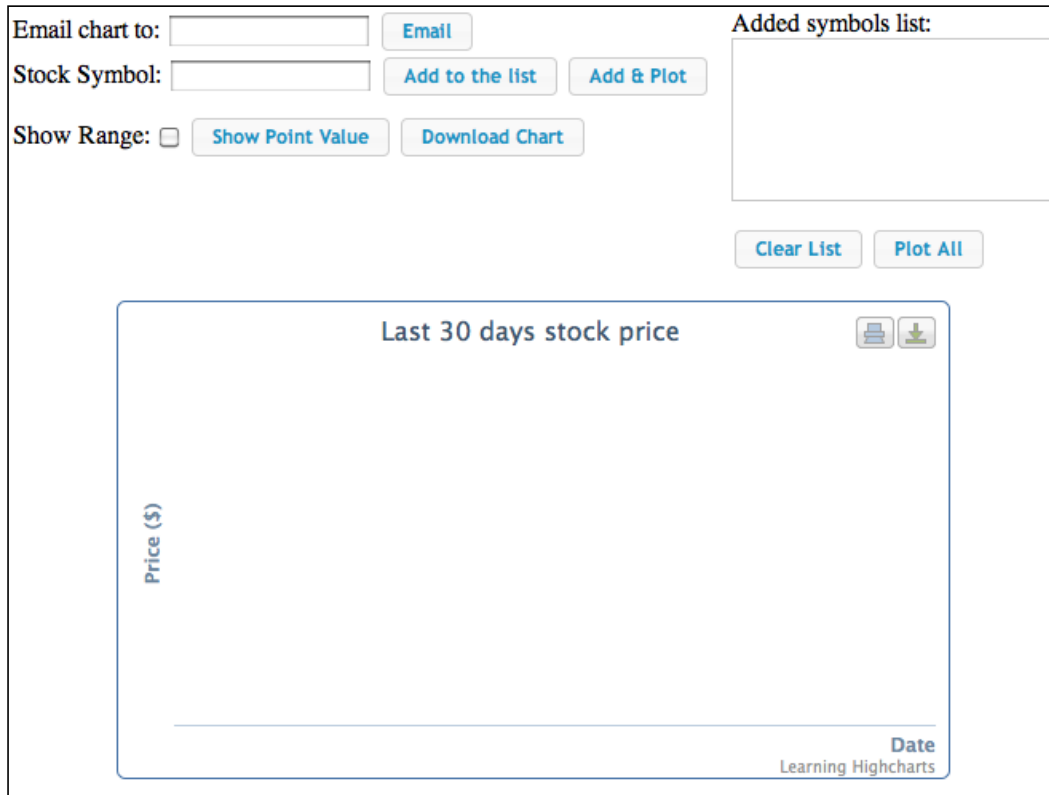 Email chart to:
Email
Stock Symbol:
Add to the list
Add & Plot
Show Range:
Show Point Value
Download Chart
Added symbols list:
Clear List
Plot All
Last 30 days stock price
Price ($)
Date
Learning Highcharts